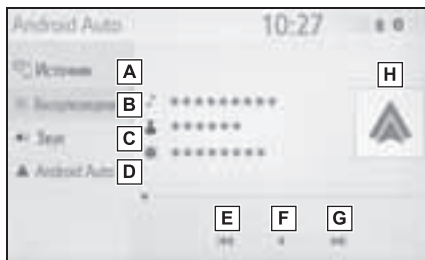 Android Auto 10:27
Источник A
B
Звук C
Android Auto D
E F G
H